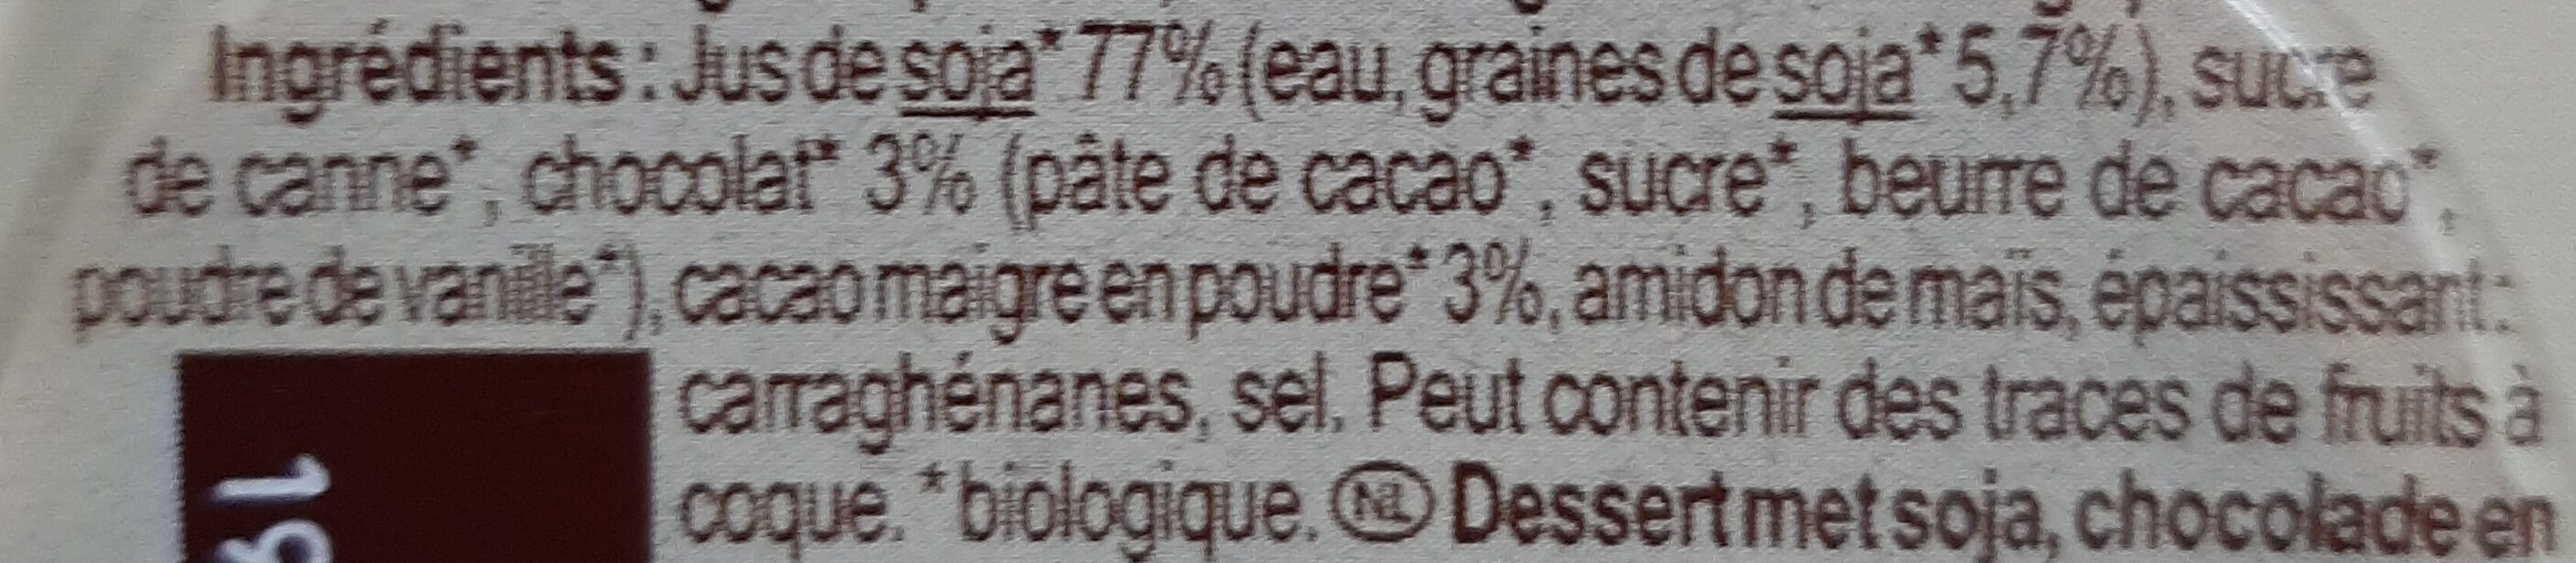 Ingrédients : Jus de soja* 77% (eau, graines de soja* 5,7%), sucre
de canne*, chocolat* 3% (pâte de cacao*, sucre*, beurre de cacao*,
poudre de vanille*), cacao maigre en poudre* 3%, amidon de maïs, épaississant :
carraghénanes, sel. Peut contenir des traces de fruits à
coque. *biologique. NL Dessert met soja, chocolade en